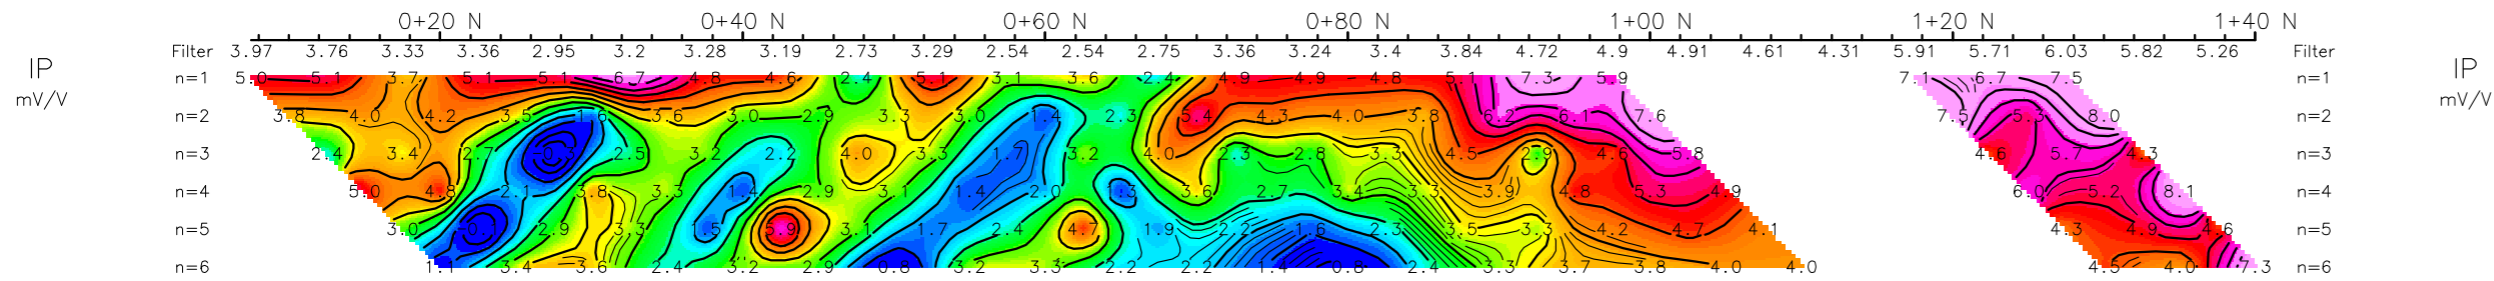 0+20 N 0+40 N 0+60 N 0+80 N 1+00 N 1+20 N 1+40 N
IP mV/V
Filter 3.97 3.76 3.33 3.36 2.95 3.2 3.28 3.19 2.73 3.29 2.54 2.54 2.75 3.36 3.24 3.4 3.84 4.72 4.9 4.91 4.61 4.31 5.91 5.71 6.03 5.82 5.26 Filter
IP mV/V
n=1 5.0 5.1 3.7 5.1 5.1 6.7 4.8 4.6 2.4 5.1 3.1 3.6 2.4 4.9 4.9 4.8 5.1 7.3 5.9 7.1 6.7 7.5 n=1
n=2 3.8 4.0 4.2 3.5 1.6 3.6 3.0 2.9 3.3 3.0 1.4 2.3 5.4 4.3 4.0 3.8 6.2 6.1 7.6 7.5 5.3 8.0 n=2
n=3 2.4 3.4 2.7 2.5 3.2 2.2 4.0 3.3 1.7 3.2 4.0 2.3 2.8 3.3 4.5 2.9 4.6 5.8 4.6 5.7 4.3 n=3
n=4 5.0 4.8 2.1 3.8 3.3 1.4 2.9 3.1 1.4 2.0 3.6 2.7 3.4 3.3 3.9 4.8 5.3 4.9 6.0 5.2 8.1 n=4
n=5 3.0 2.9 3.3 1.5 5.9 3.1 1.7 2.4 4.7 1.9 2.2 1.6 2.3 3.5 3.3 4.2 4.7 4.1 4.3 4.9 4.6 n=5
n=6 1.1 3.4 3.6 2.4 3.2 2.9 0.8 3.2 3.3 2.2 2.2 1.4 0.8 2.4 3.3 3.7 3.8 4.0 4.0 4.5 4.0 7.3 n=6